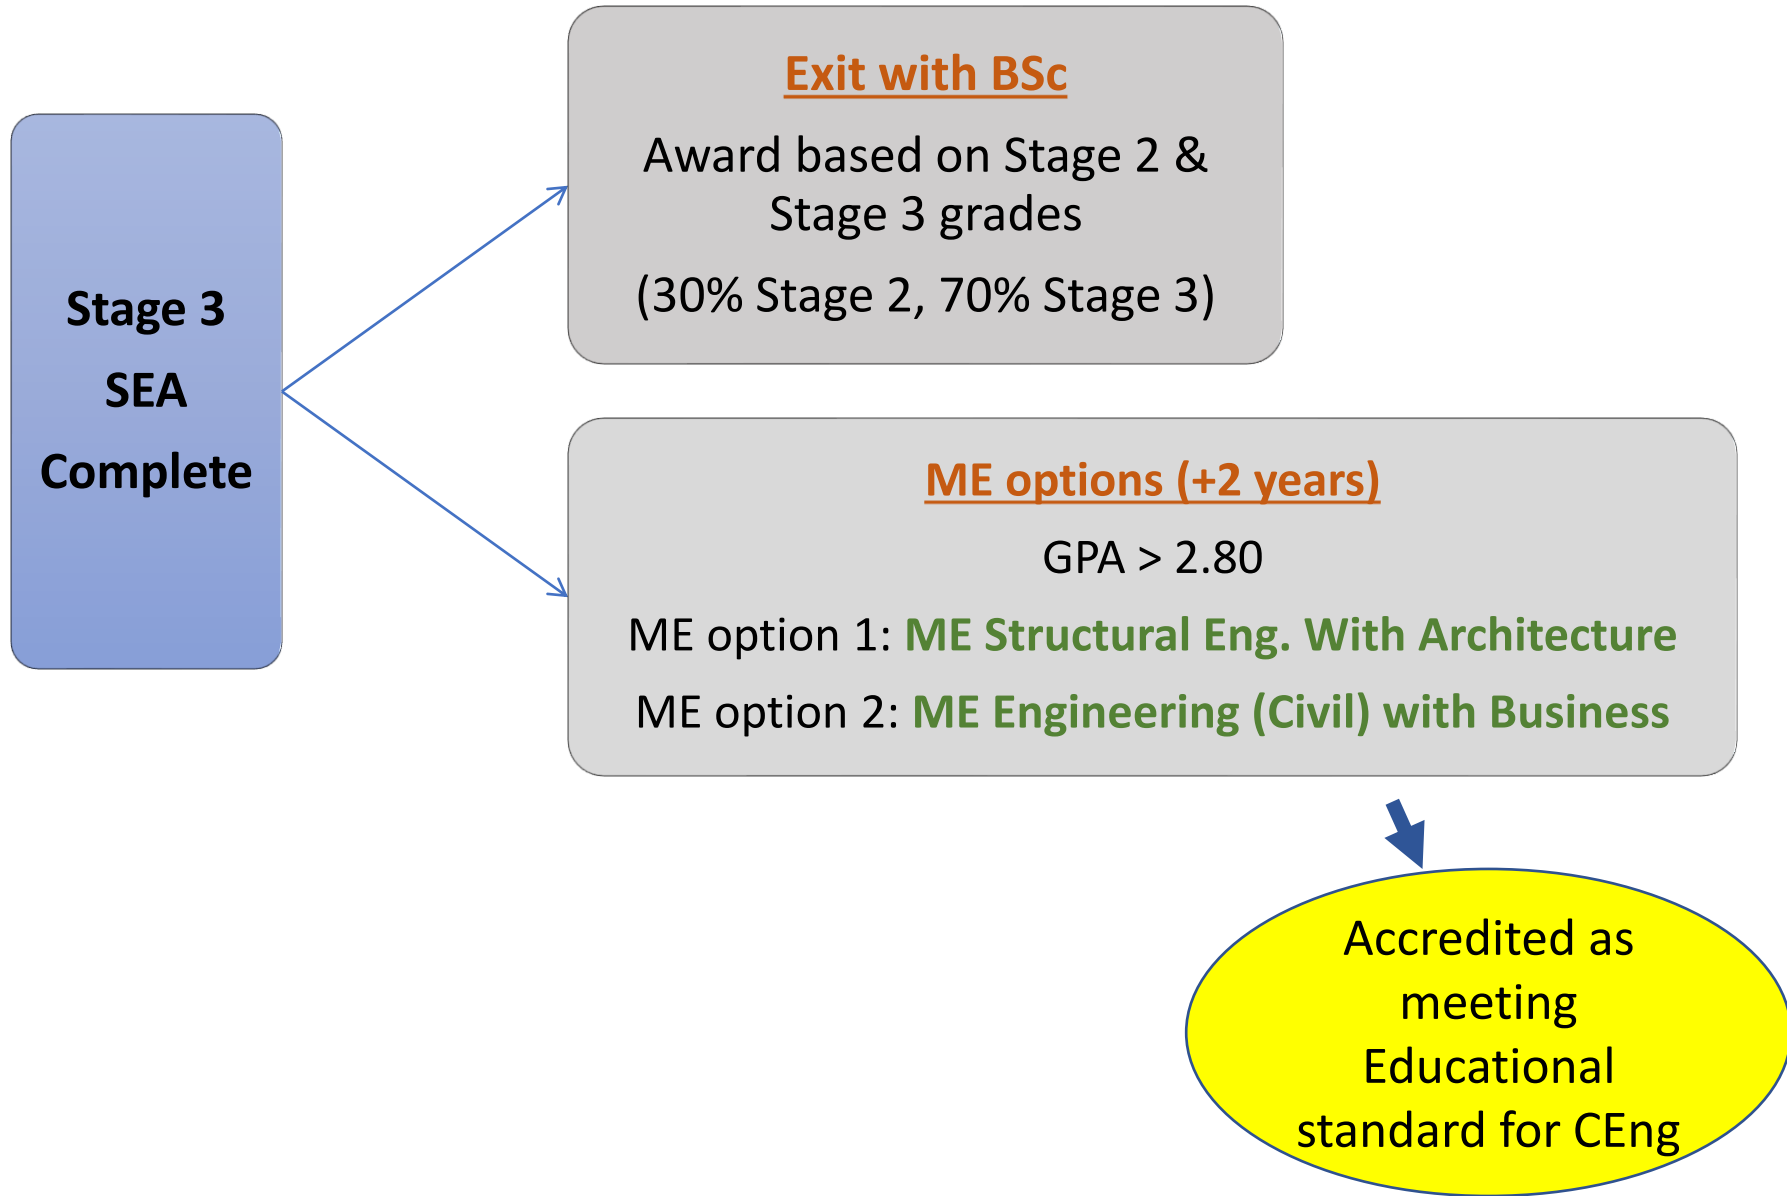 Stage 3
SEA
Complete
Exit with BSc
Award based on Stage 2 &
Stage 3 grades
(30% Stage 2, 70% Stage 3)
ME options (+2 years)
GPA > 2.80
ME option 1: ME Structural Eng. With Architecture
ME option 2: ME Engineering (Civil) with Business
Accredited as
meeting
Educational
standard for CEng